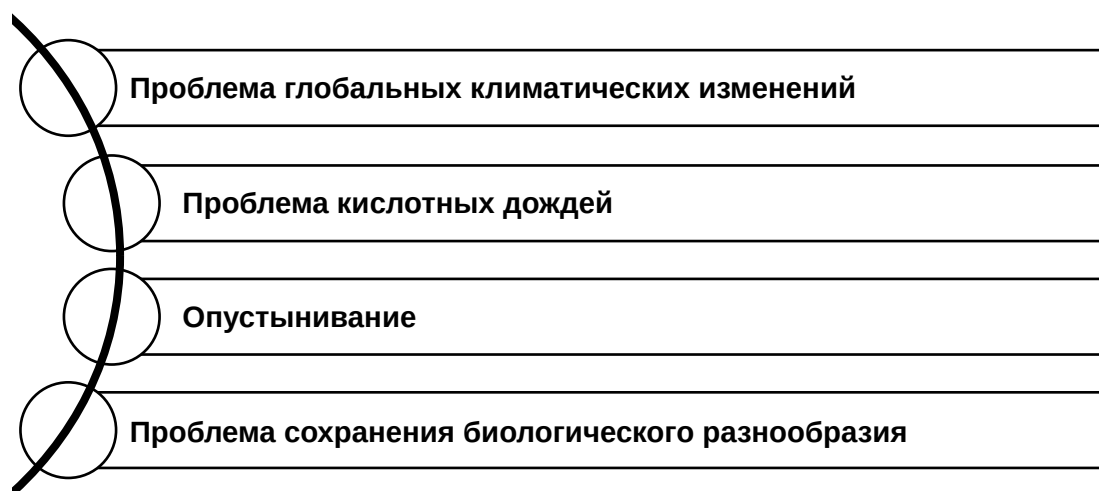 Проблема глобальных климатических изменений
Проблема кислотных дождей
Опустынивание
Проблема сохранения биологического разнообразия